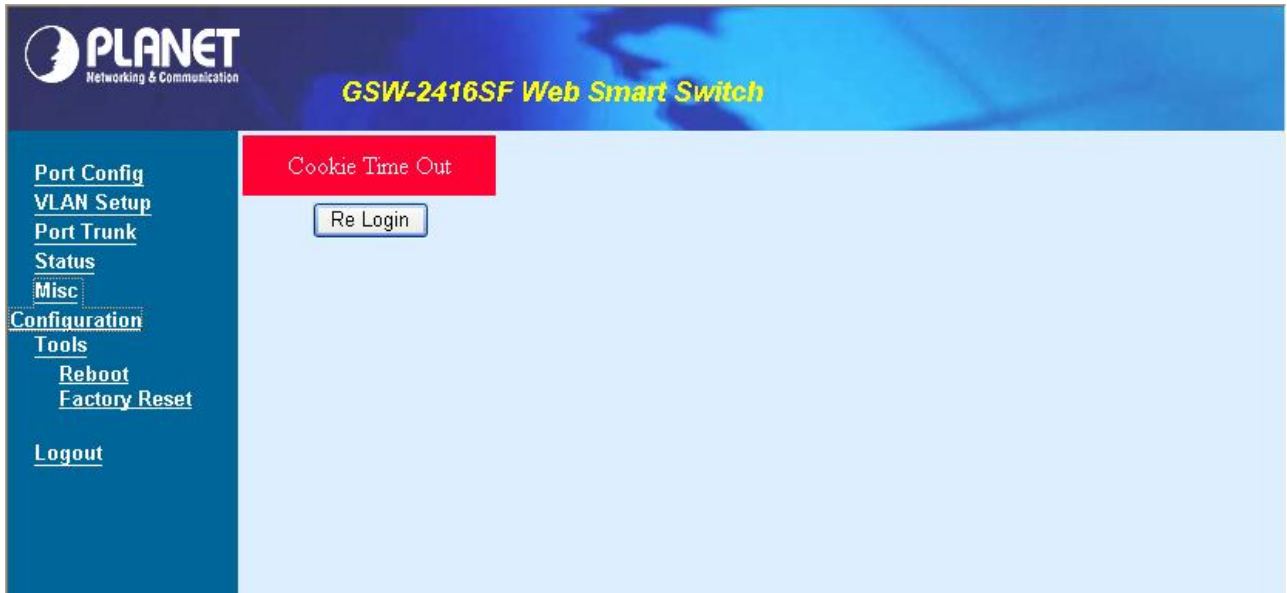 PLANET
Networking & Communication
GSW-2416SF Web Smart Switch
Port Config
VLAN Setup
Port Trunk
Status
Misc
Configuration
Tools
Reboot
Factory Reset
Logout
Cookie Time Out
Re Login